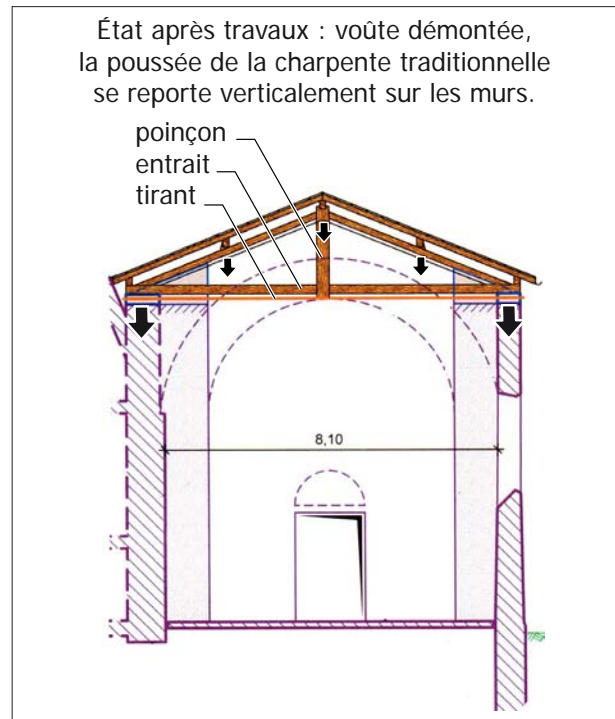 État après travaux : voûte démontée,
la poussée de la charpente traditionnelle
se reporte verticalement sur les murs.
poinçon
entrait
tirant
8,10